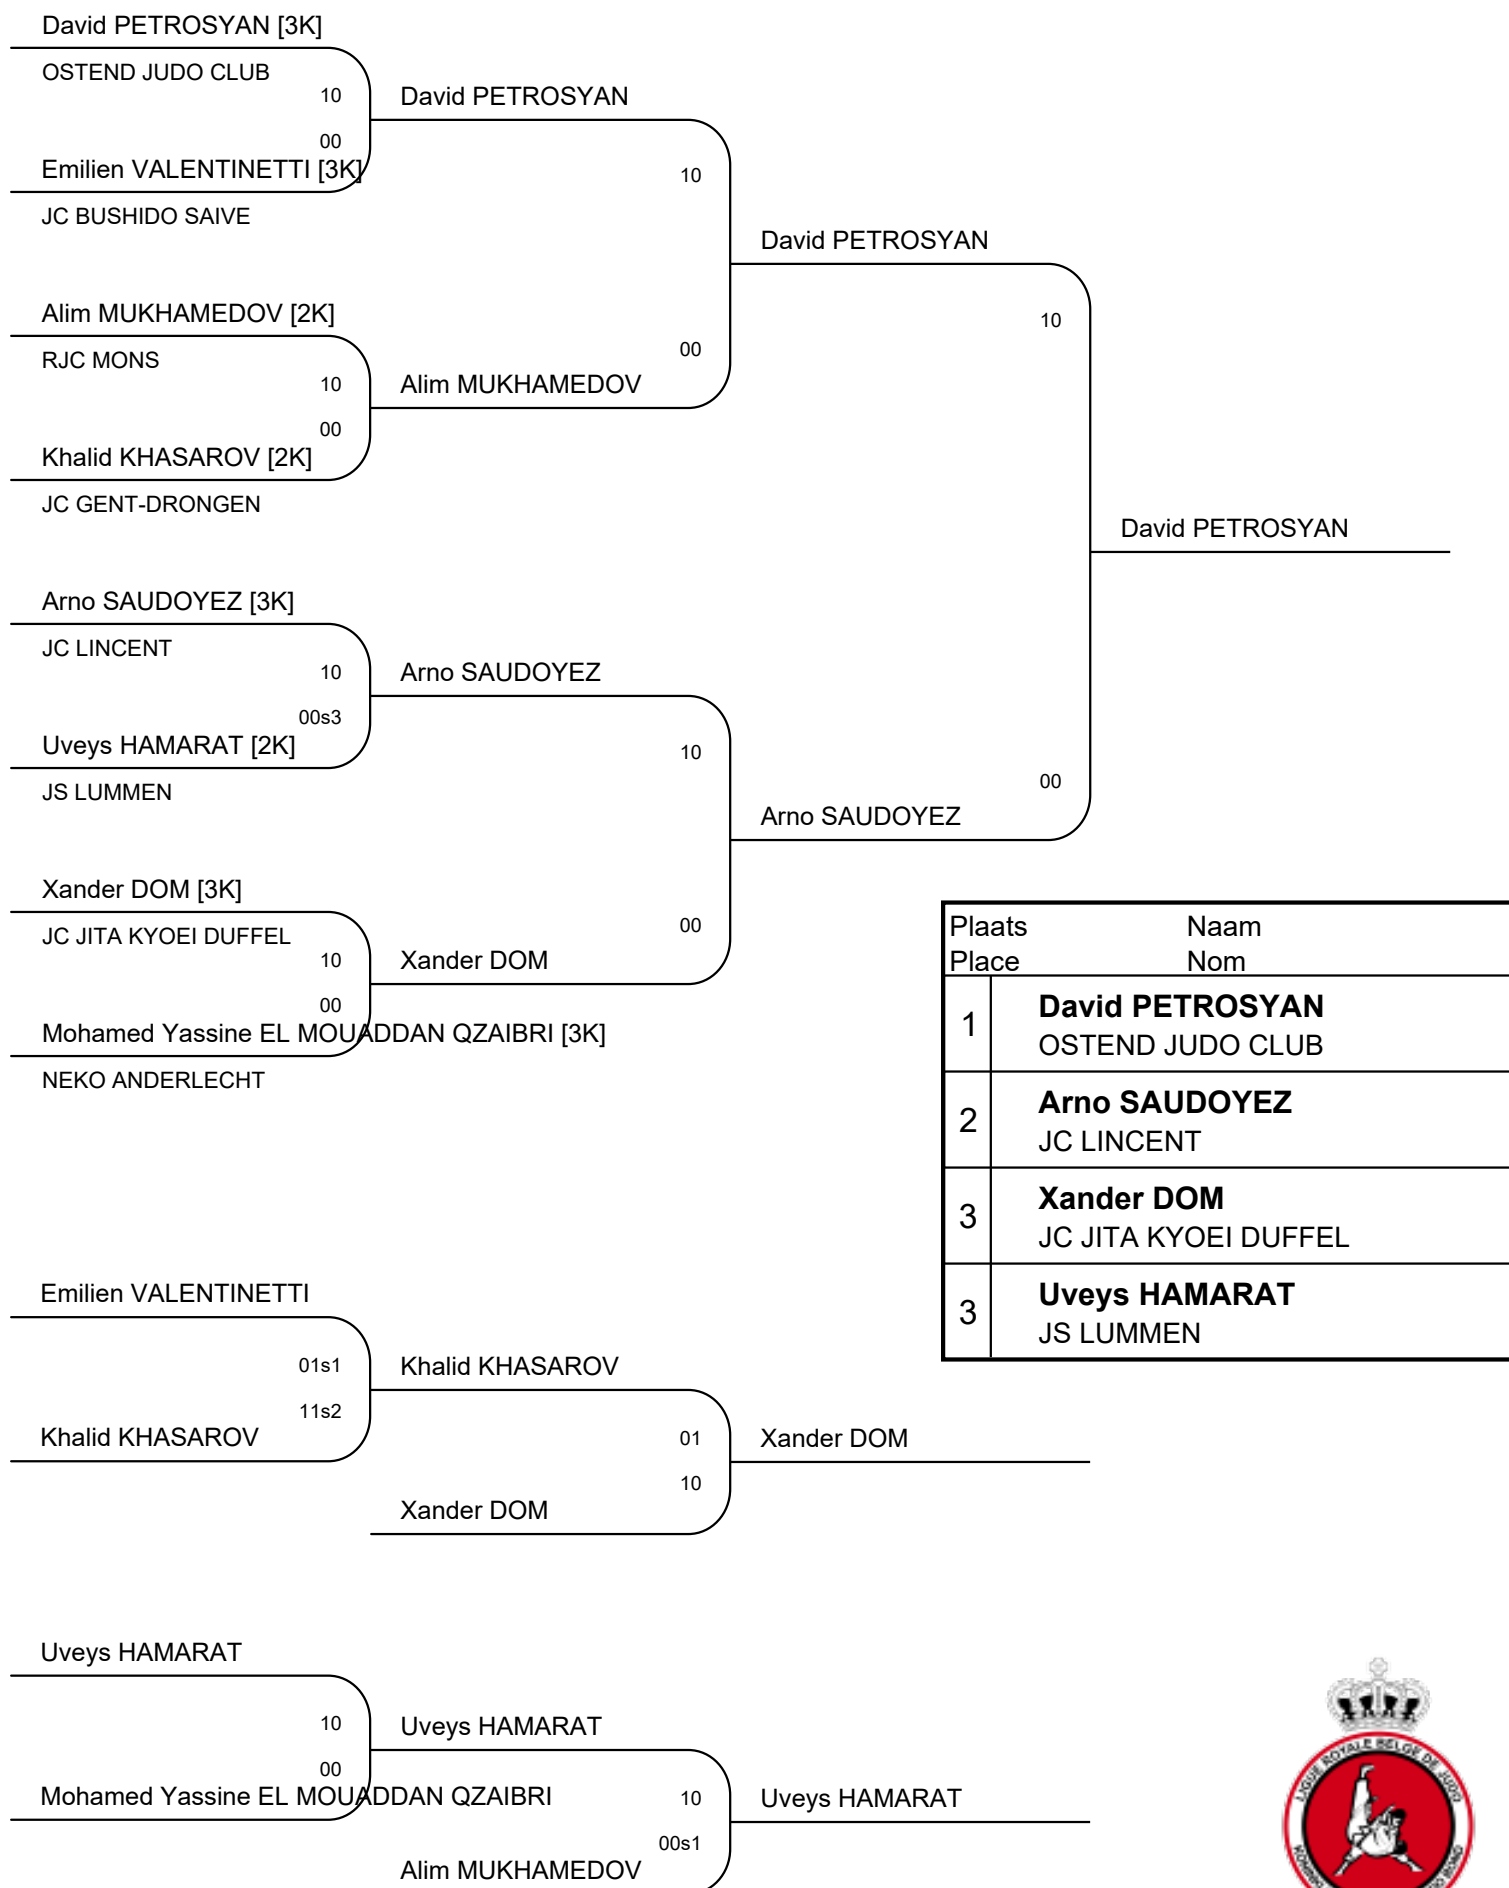 David PETROSYAN [3K]
OSTEND JUDO CLUB
10
David PETROSYAN
00
Emilien VALENTINETTI [3K]
10
JC BUSHIDO SAIVE
David PETROSYAN
Alim MUKHAMEDOV [2K]
10
RJC MONS
00
10
Alim MUKHAMEDOV
00
Khalid KHASAROV [2K]
JC GENT-DRONGEN
David PETROSYAN
Arno SAUDOYEZ [3K]
JC LINCENT
10
Arno SAUDOYEZ
00s3
Uveys HAMARAT [2K]
10
JS LUMMEN
00
Arno SAUDOYEZ
Xander DOM [3K]
JC JITA KYOEI DUFFEL
00
10
Xander DOM
00
Mohamed Yassine EL MOUADDAN QZAIBRI [3K]
NEKO ANDERLECHT
Plaats Naam
Place Nom
1 David PETROSYAN
OSTEND JUDO CLUB
2 Arno SAUDOYEZ
JC LINCENT
3 Xander DOM
JC JITA KYOEI DUFFEL
3 Uveys HAMARAT
JS LUMMEN
Emilien VALENTINETTI
01s1
Khalid KHASAROV
11s2
Khalid KHASAROV
01
Xander DOM
10
Xander DOM
Uveys HAMARAT
10
Uveys HAMARAT
00
Mohamed Yassine EL MOUADDAN QZAIBRI
10
Uveys HAMARAT
00s1
Alim MUKHAMEDOV
LIGUE ROYALE BELGE DE JUDO